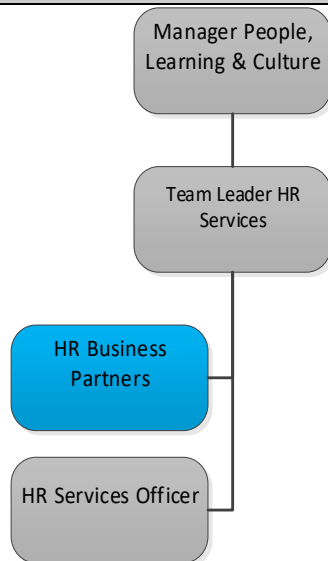 Manager People,
Learning & Culture
Team Leader HR
Services
HR Business
Partners
HR Services Officer